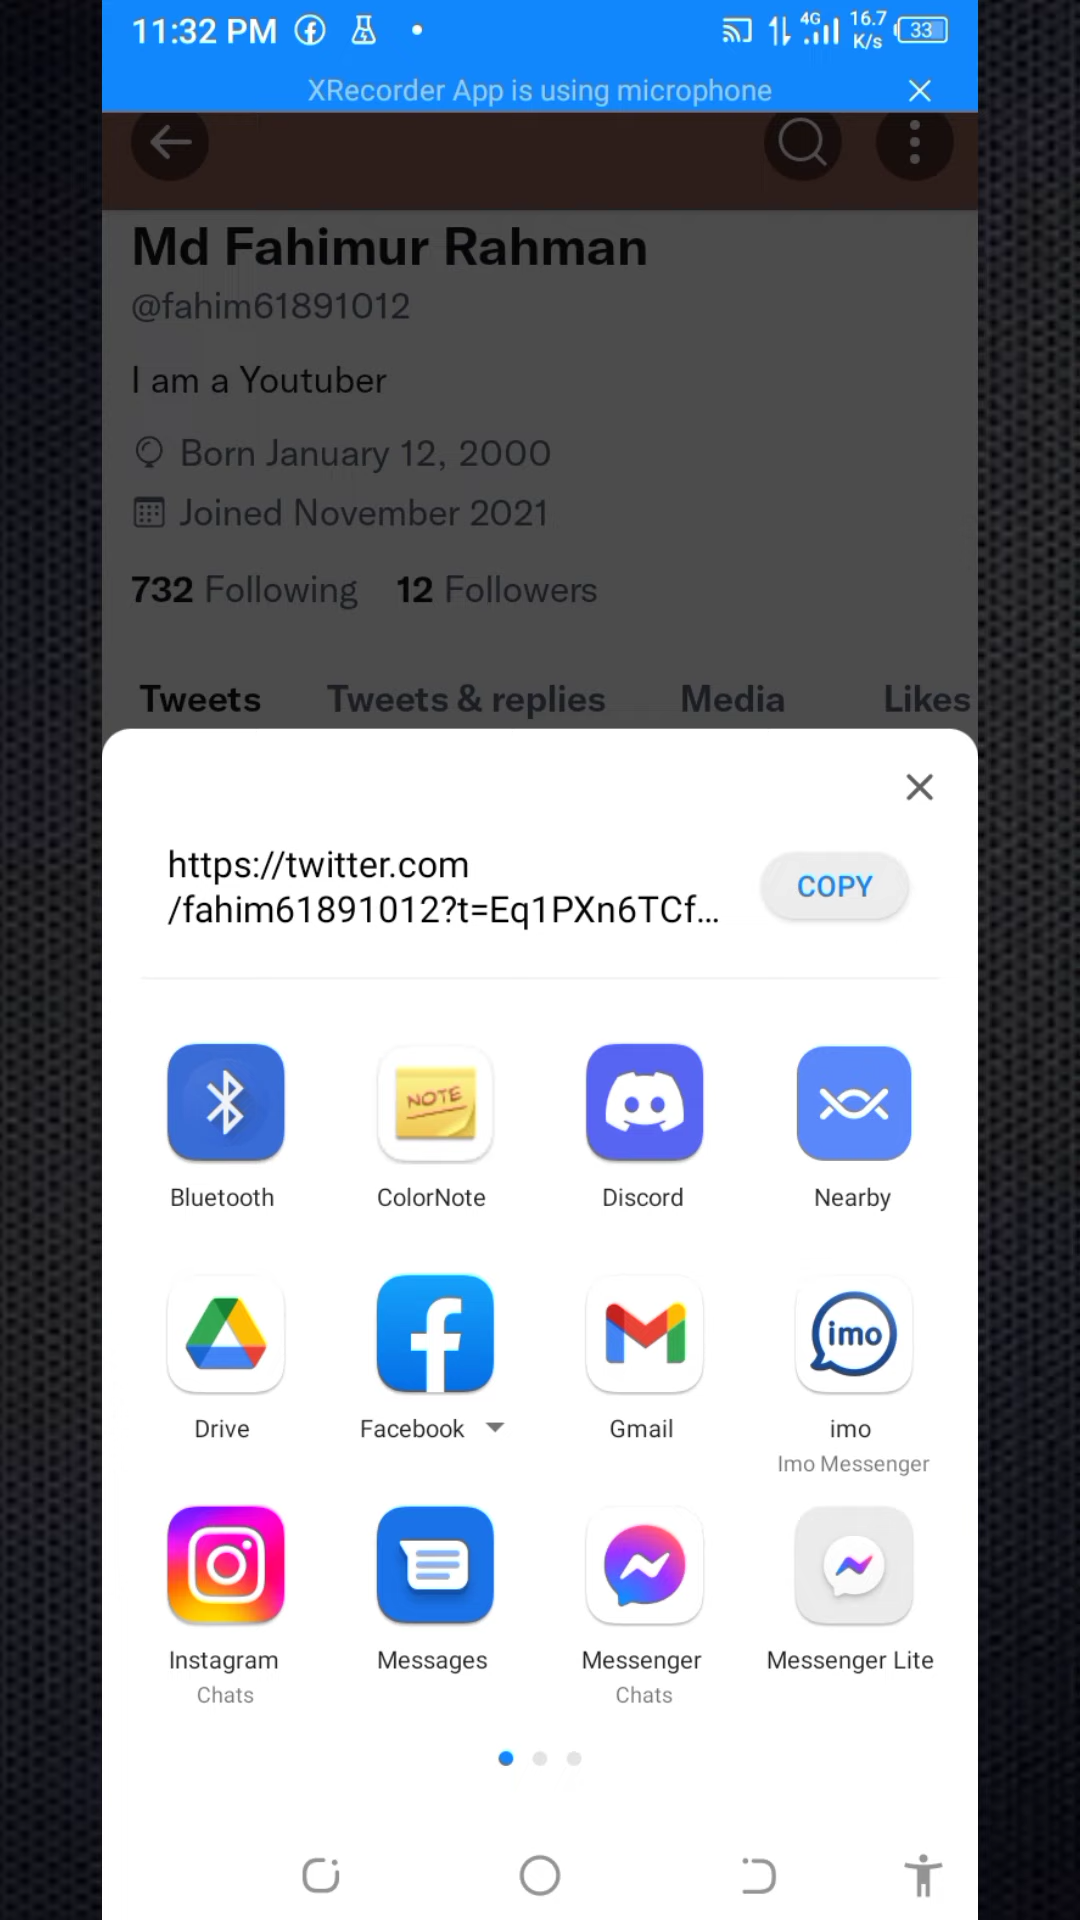 11:32 PM
4G
16.7
K/s
33
XRecorder App is using microphone
Md Fahimur Rahman
@fahim61891012
I am a Youtuber
Born January 12, 2000
Joined November 2021
732 Following 12 Followers
Tweets Tweets & replies Media Likes
https://twitter.com
/fahim61891012?t=Eq1PXn6TCf...
COPY
NOTE
Bluetooth ColorNote Discord Nearby
imo
Drive Facebook Gmail imo
Imo Messenger
Instagram Messages Messenger Messenger Lite
Chats Chats